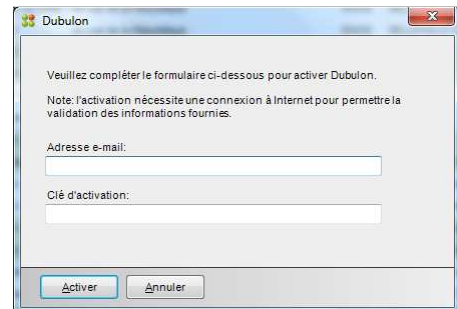 Dubulon
Veuillez compléter le formulaire ci-dessous pour activer Dubulon.
Note: l'activation nécessite une connexion à Internet pour permettre la
validation des informations fournies.
Adresse e-mail:
Clé d'activation:
Activer Annuler